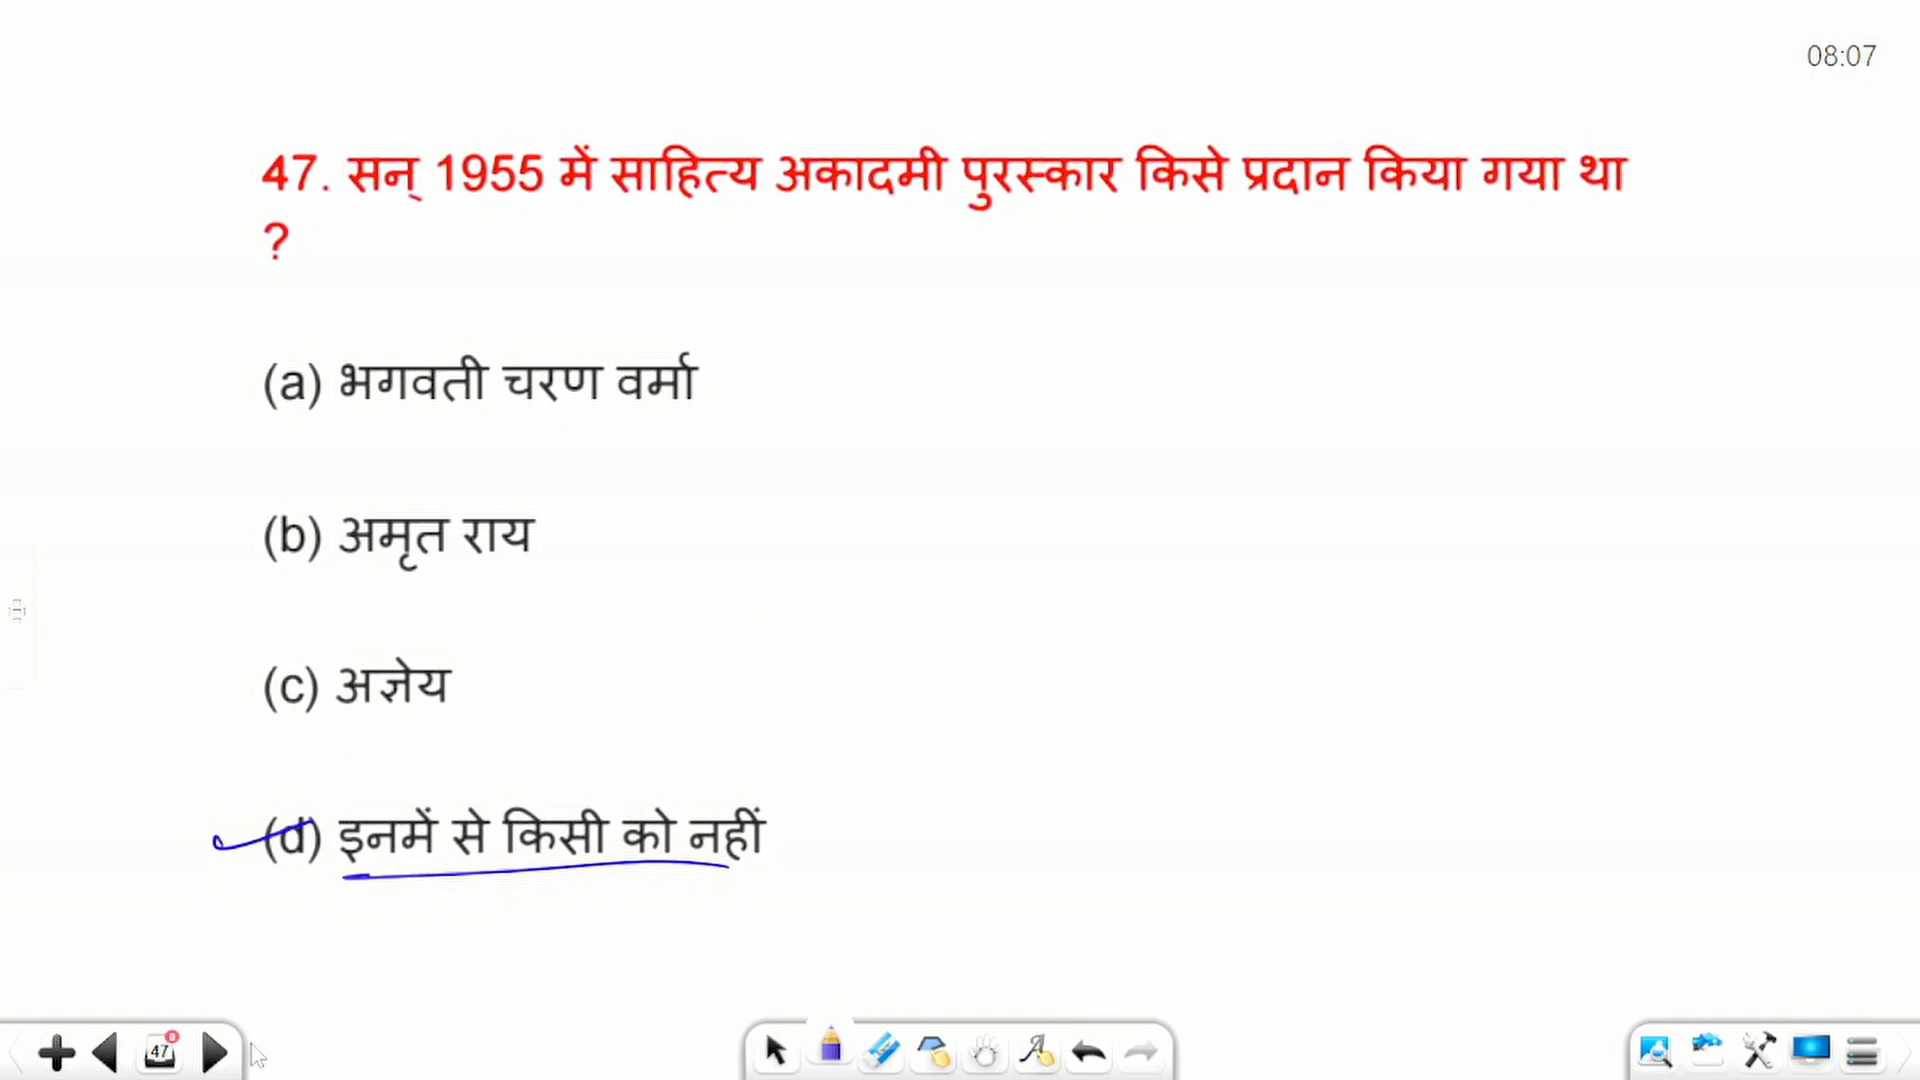 08:07
47. सन् 1955 में साहित्य अकादमी पुरस्कार किसे प्रदान किया गया था
?
(a) भगवती चरण वर्मा
(b) अमृत राय
(c) अज्ञेय
(d) इनमें से किसी को नहीं
47